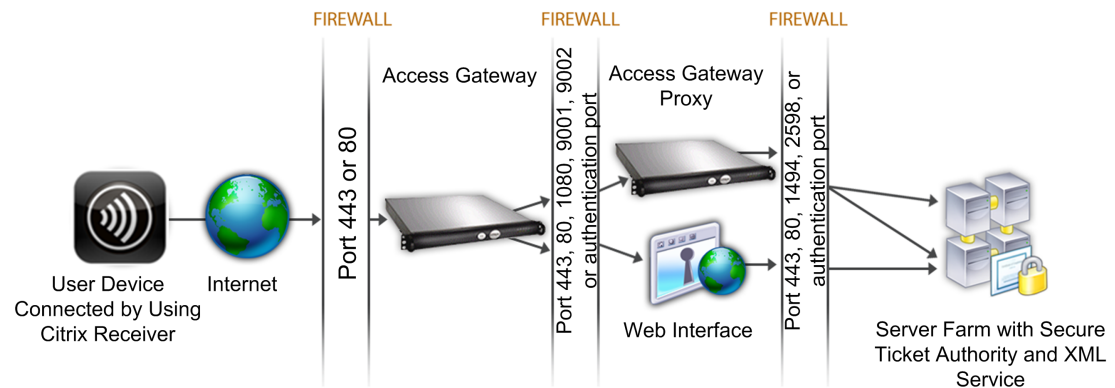 FIREWALL
FIREWALL
FIREWALL
Access Gateway
Access Gateway
Proxy
Port 443 or 80
Port 443, 80, 1080, 9001, 9002
or authentication port
Port 443, 80, 1494, 2598, or
authentication port
User Device
Connected by Using
Citrix Receiver
Internet
Web Interface
Server Farm with Secure
Ticket Authority and XML
Service